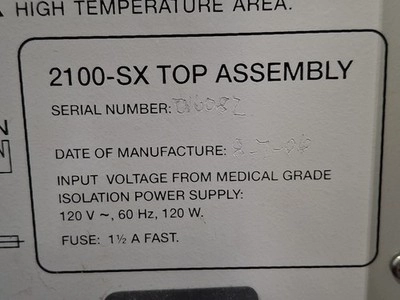 HIGH TEMPERATURE AREA.
2100-SX TOP ASSEMBLY
SERIAL NUMBER:
DATE OF MANUFACTURE:
INPUT VOLTAGE FROM MEDICAL GRADE
ISOLATION POWER SUPPLY:
120 V ~, 60 Hz, 120 W.
FUSE: 1½ A FAST.